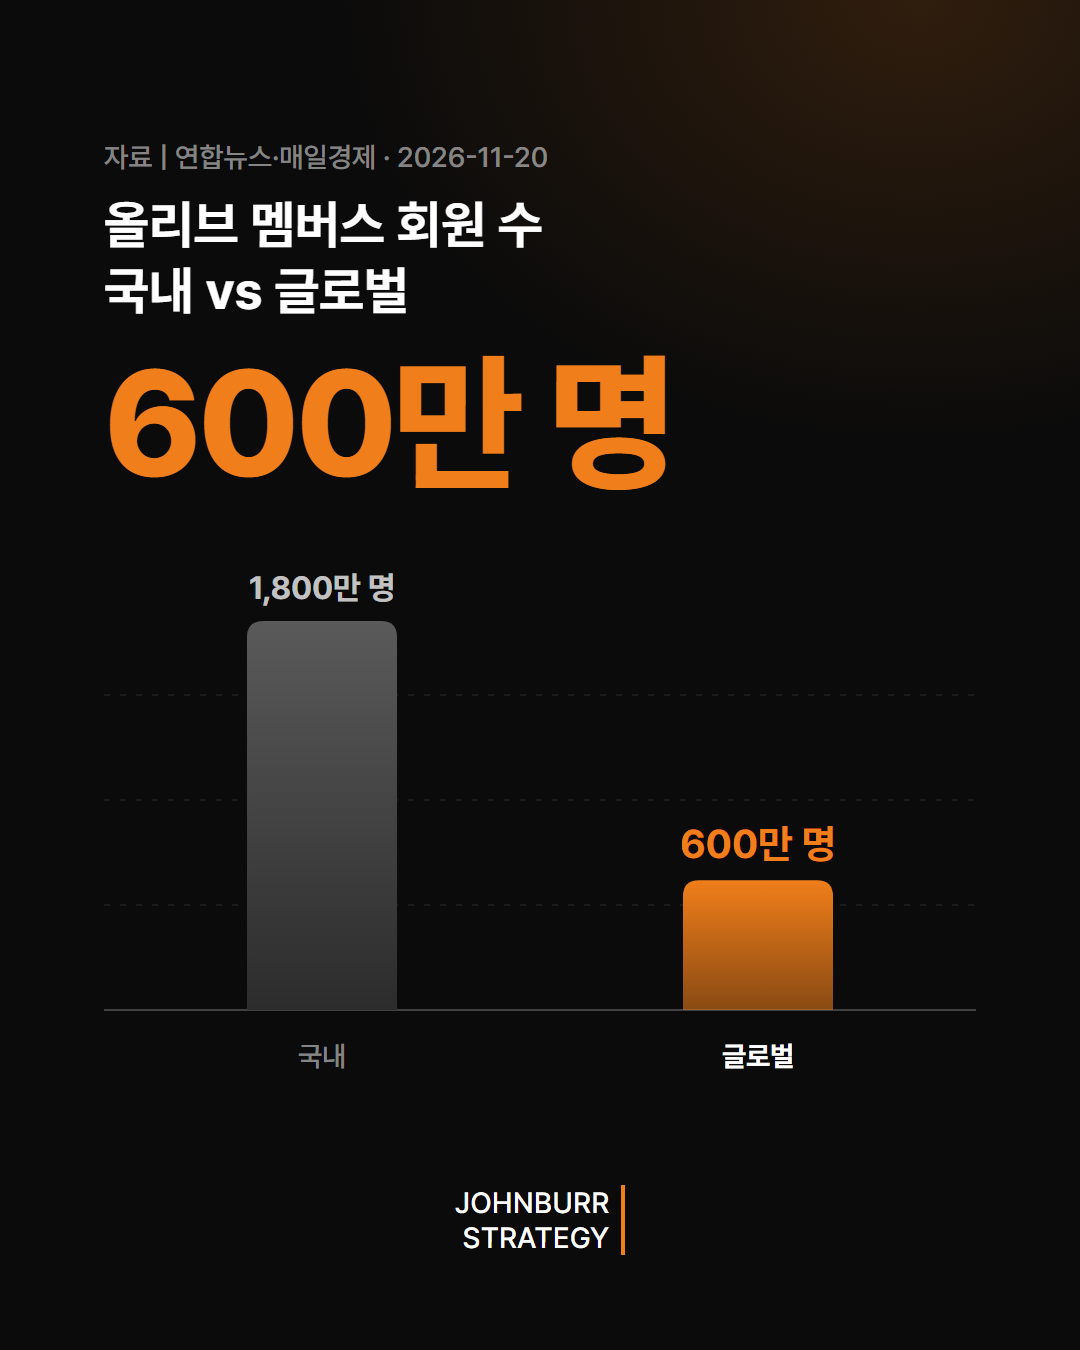 자료 | 연합뉴스·매일경제 · 2026-11-20
올리브 멤버스 회원 수
국내 vs 글로벌
600만 명
1,800만 명
600만 명
국내
글로벌
JOHNBURR
STRATEGY